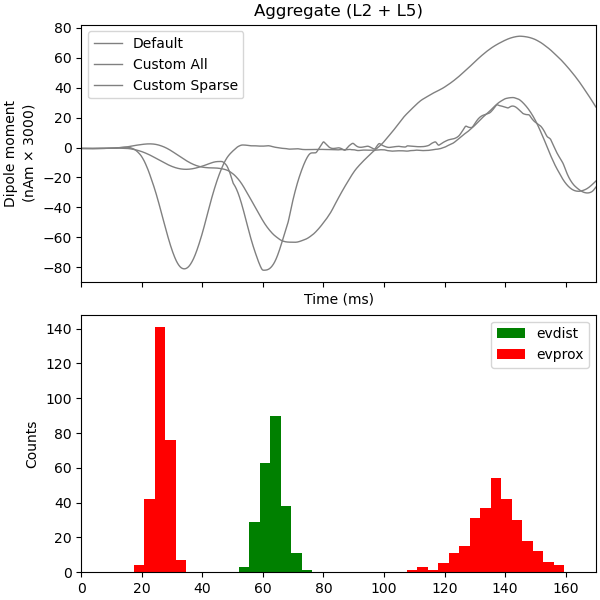 Aggregate (L2 + L5)
80
60
40
20
0
−20
−40
−60
−80
Dipole moment
(nAm × 3000)
Default
Custom All
Custom Sparse
Time (ms)
140
120
100
80
60
40
20
0
Counts
evdist
evprox
0 20 40 60 80 100 120 140 160